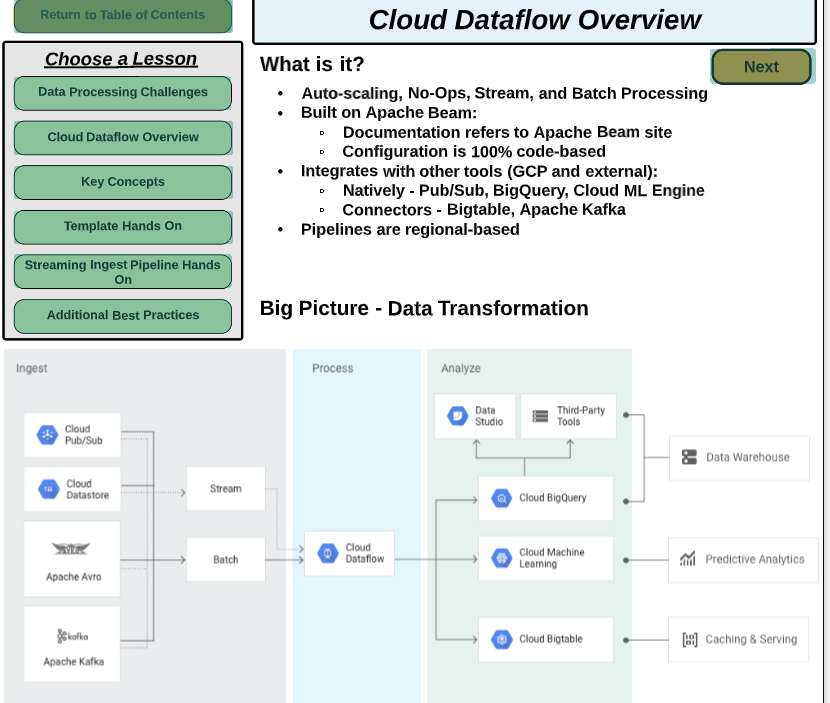 Return to Table of Contents
Choose a Lesson
Data Processing Challenges
Cloud Dataflow Overview
Key Concepts
Template Hands On
Streaming Ingest Pipeline Hands
On
Additional Best Practices
Cloud Dataflow Overview
What is it?
Next
• Auto-scaling, No-Ops, Stream, and Batch Processing
• Built on Apache Beam:
◦ Documentation refers to Apache Beam site
◦ Configuration is 100% code-based
• Integrates with other tools (GCP and external):
◦ Natively - Pub/Sub, BigQuery, Cloud ML Engine
◦ Connectors - Bigtable, Apache Kafka
• Pipelines are regional-based
Big Picture - Data Transformation
Ingest
Cloud
Pub/Sub
Cloud
Datastore
Apache Avro
kafka
Apache Kafka
Stream
Batch
Process
Cloud
Dataflow
Analyze
Data
Studio
Third-Party
Tools
Cloud BigQuery
Cloud Machine
Learning
Cloud Bigtable
Data Warehouse
Predictive Analytics
Caching & Serving